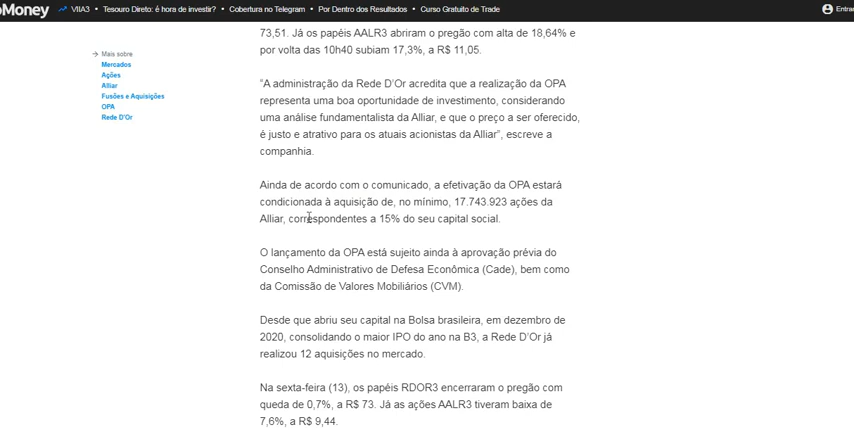 oMoney
VIIA3 • Tesouro Direto: é hora de investir? • Cobertura no Telegram • Por Dentro dos Resultados • Curso Gratuito de Trade
73,51. Já os papéis AALR3 abriram o pregão com alta de 18,64% e
por volta das 10h40 subiam 17,3%, a R$ 11,05.
Mais sobre
Mercados
Ações
Alliar
Fusões e Aquisições
OPA
Rede D'Or
“A administração da Rede D’Or acredita que a realização da OPA
representa uma boa oportunidade de investimento, considerando
uma análise fundamentalista da Alliar, e que o preço a ser oferecido,
é justo e atrativo para os atuais acionistas da Alliar”, escreve a
companhia.
Ainda de acordo com o comunicado, a efetivação da OPA estará
condicionada à aquisição de, no mínimo, 17.743.923 ações da
Alliar, correspondentes a 15% do seu capital social.
O lançamento da OPA está sujeito ainda à aprovação prévia do
Conselho Administrativo de Defesa Econômica (Cade), bem como
da Comissão de Valores Mobiliários (CVM).
Desde que abriu seu capital na Bolsa brasileira, em dezembro de
2020, consolidando o maior IPO do ano na B3, a Rede D’Or já
realizou 12 aquisições no mercado.
Na sexta-feira (13), os papéis RDOR3 encerraram o pregão com
queda de 0,7%, a R$ 73. Já as ações AALR3 tiveram baixa de
7,6%, a R$ 9,44.